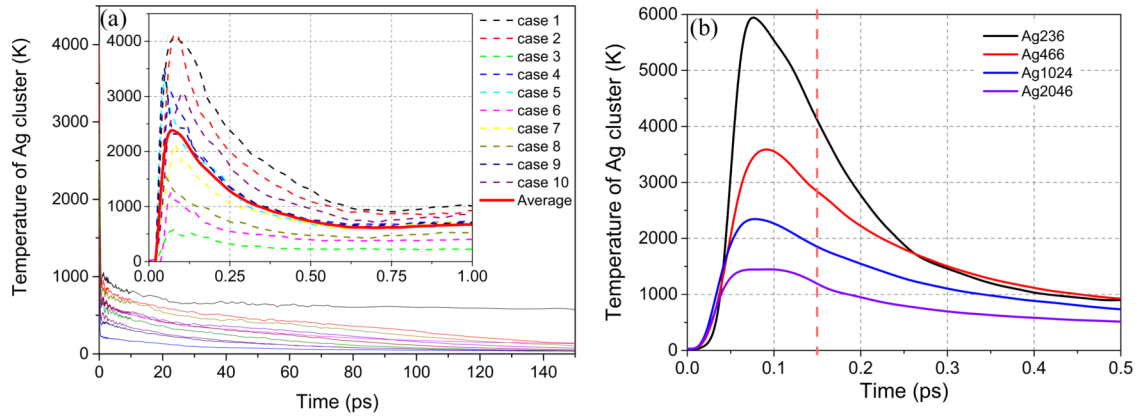 (a)
4000
3000
2000
1000
0
Temperature of Ag cluster (K)
0 20 40 60 80 100 120 140
Time (ps)
4000
3000
2000
1000
0
0.00 0.25 0.50 0.75 1.00
case 1
case 2
case 3
case 4
case 5
case 6
case 7
case 8
case 9
case 10
Average
(b)
6000
5000
4000
3000
2000
1000
0
Temperature of Ag cluster (K)
0.0 0.1 0.2 0.3 0.4 0.5
Time (ps)
Ag236
Ag466
Ag1024
Ag2046